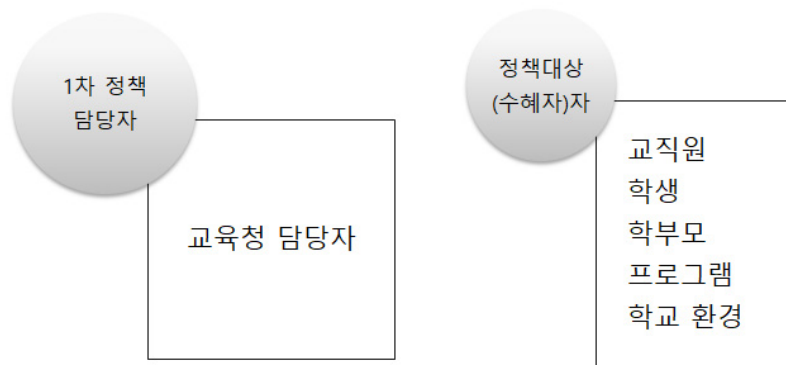 1차 정책
담당자
교육청 담당자
정책대상
(수혜자)자
교직원
학생
학부모
프로그램
학교 환경